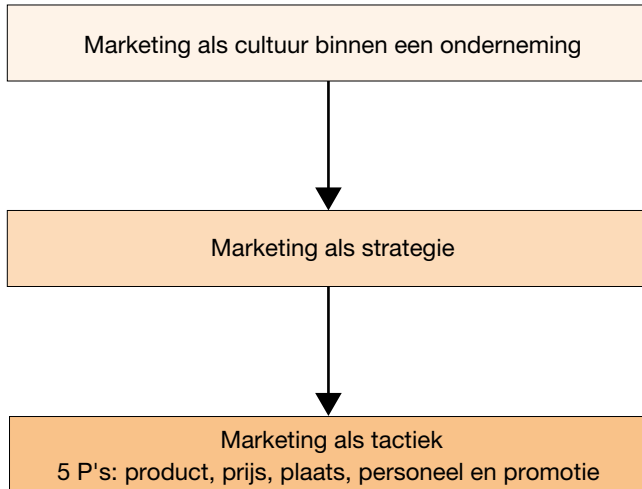 Marketing als cultuur binnen een onderneming
Marketing als strategie
Marketing als tactiek
5 P's: product, prijs, plaats, personeel en promotie